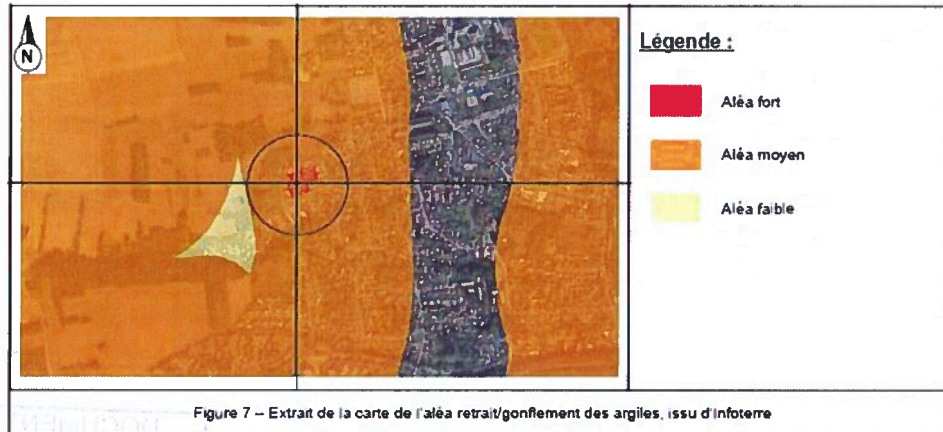 N
Légende :
Aléa fort
Aléa moyen
Aléa faible
Figure 7 – Extrait de la carte de l'aléa retrait/gonflement des argiles, issu d'Infoterre